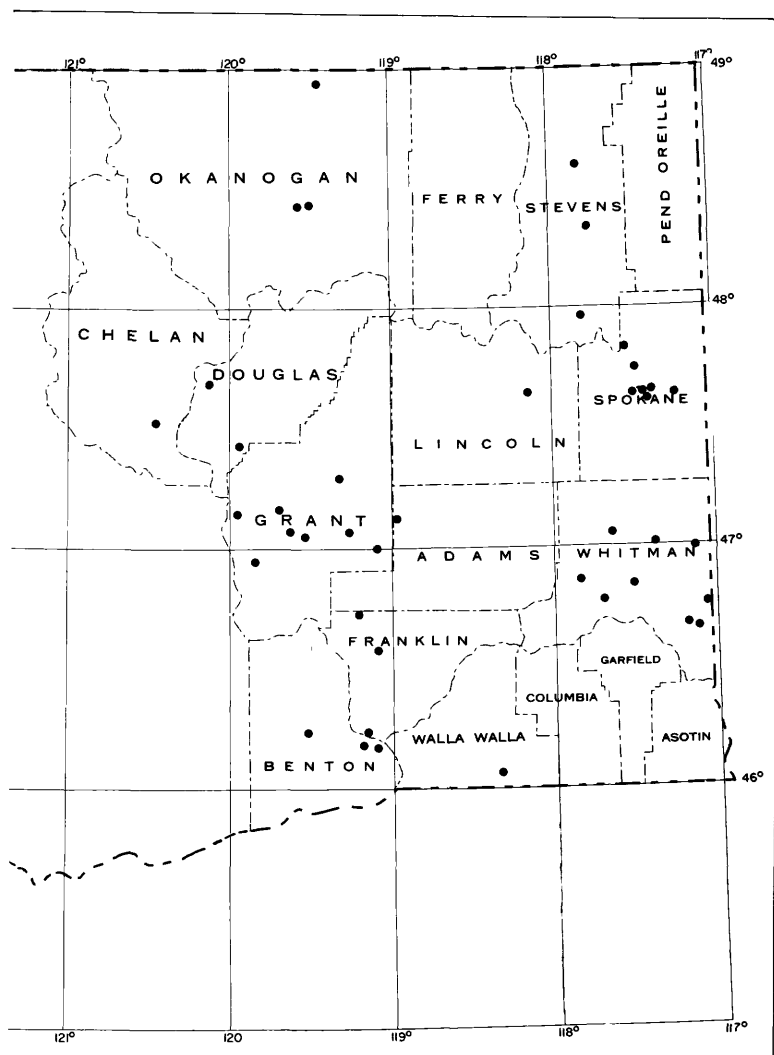 121° 120° 119° 118° 117°
49°
OKANOGAN
FERRY
STEVENS
PEND OREILLE
48°
CHELAN
DOUGLAS
SPOKANE
LINCOLN
GRANT
47°
ADAMS
WHITMAN
FRANKLIN
GARFIELD
COLUMBIA
WALLA WALLA
ASOTIN
BENTON
46°
121° 120° 119° 118° 117°